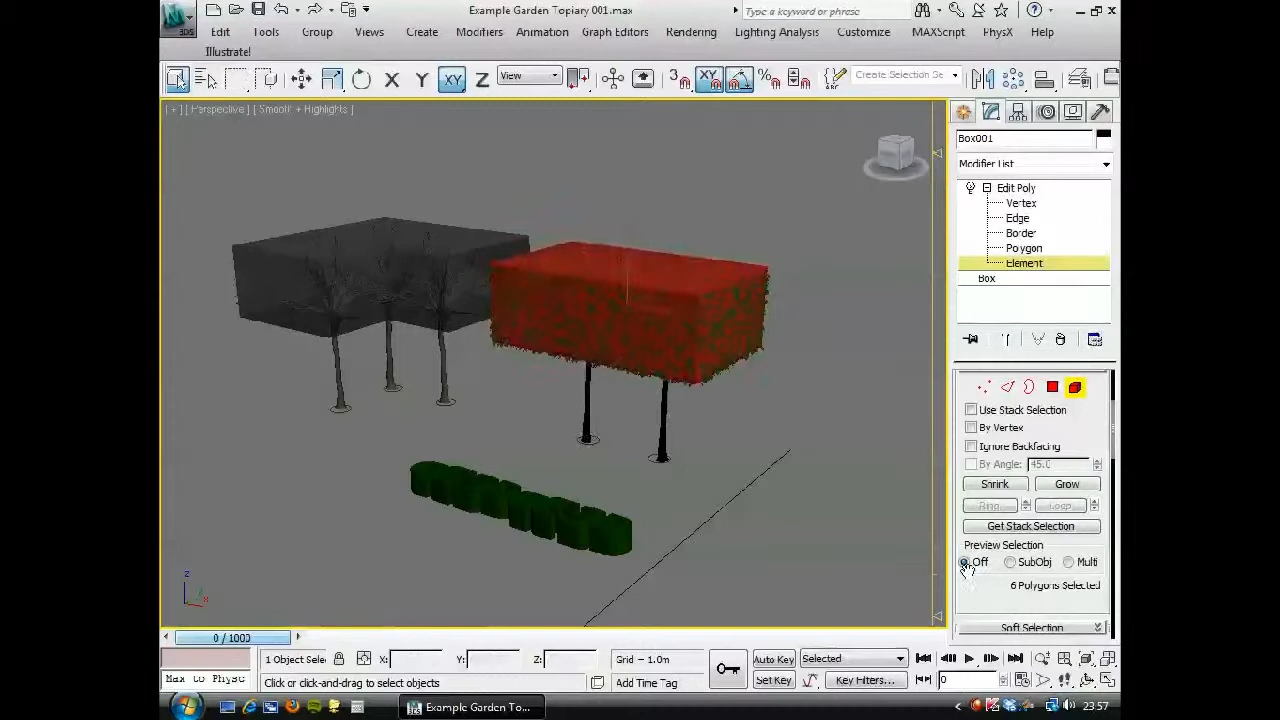 Example Garden Topiary 001.max
Type a keyword or phrase
Edit Tools Group Views Create Modifiers Animation Graph Editors Rendering Lighting Analysis Customize MAXScript PhysX Help
Illustrate!
X Y XY Z View 3 XY % Create Selection Se
[ + ] [ Perspective ] [ Smooth + Highlights ]
Box001
Modifier List
Edit Poly
Vertex
Edge
Border
Polygon
Element
Box
Use Stack Selection
By Vertex
Ignore Backfacing
By Angle: 45.0
Shrink Grow
Ring Loop
Get Stack Selection
Preview Selection
Off SubObj Multi
6 Polygons Selected
Soft Selection
z
x
0 / 1000
1 Object Selec X: Y: Z: Grid = 1.0m Auto Key Selected
Max to Physc Click or click-and-drag to select objects Add Time Tag Set Key Key Filters... 0
Example Garden To... 23:57